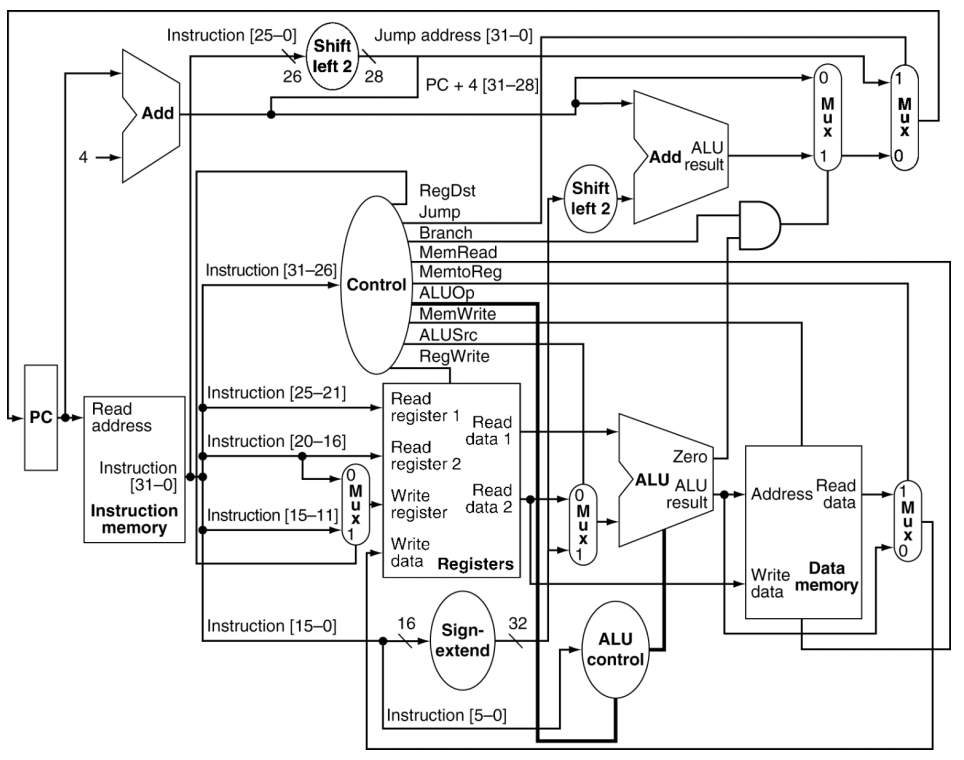 Instruction [25–0]
Shift
left 2
Jump address [31–0]
26
28
PC + 4 [31–28]
Add
4
0
M
u
x
1
1
M
u
x
0
Add
ALU
result
Shift
left 2
RegDst
Jump
Branch
MemRead
MemtoReg
ALUOp
MemWrite
ALUSrc
RegWrite
Instruction [31–26]
Control
PC
Read
address
Instruction
[31–0]
Instruction
memory
Instruction [25–21]
Instruction [20–16]
Instruction [15–11]
0
M
u
x
1
Read
register 1
Read
register 2
Write
register
Write
data
Read
data 1
Read
data 2
Registers
0
M
u
x
1
Zero
ALU
ALU
result
Address
Read
data
Write
data
Data
memory
1
M
u
x
0
Instruction [15–0]
16
Sign-
extend
32
ALU
control
Instruction [5–0]